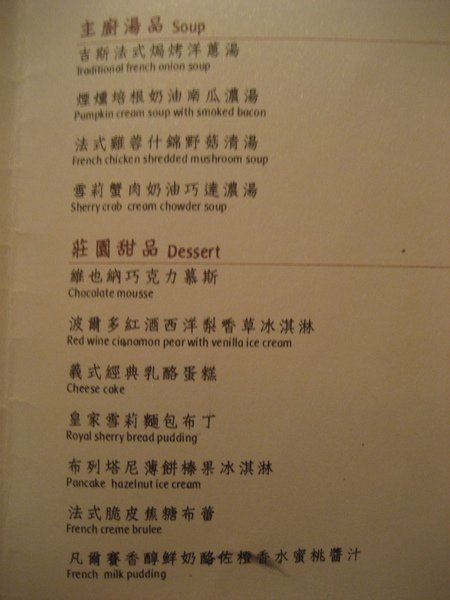 主廚湯品 Soup
吉斯法式焗烤洋蔥湯
Traditional french onion soup
煙燻培根奶油南瓜濃湯
Pumpkin cream soup with smoked bacon
法式雞蓉什錦野菇清湯
French chicken shredded mushroom soup
雪莉蟹肉奶油巧達濃湯
Sherry crab cream chowder soup
莊園甜品 Dessert
維也納巧克力慕斯
Chocolate mousse
波爾多紅酒西洋梨香草冰淇淋
Red wine cinnamon pear with venilla ice cream
義式經典乳酪蛋糕
Cheese cake
皇家雪莉麵包布丁
Royal sherry bread pudding
布列塔尼薄餅榛果冰淇淋
Pancake hazelnut ice cream
法式脆皮焦糖布蕾
French creme brulee
凡爾賽香醇鮮奶酪佐橙香水蜜桃醬汁
French milk pudding